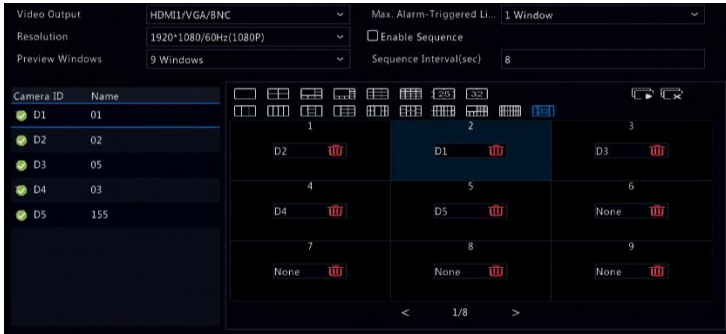 Video Output HDMI1/VGA/BNC Max. Alarm-Triggered Li... 1 Window
Resolution 1920*1080/60Hz(1080P) Enable Sequence
Preview Windows 9 Windows Sequence Interval(sec) 8
Camera ID Name
D1 01
D2 02
D3 05
D4 03
D5 155
25 32
32
1 2 3
D2 D1 D3
4 5 6
D4 D5 None
7 8 9
None None None
< 1/8 >